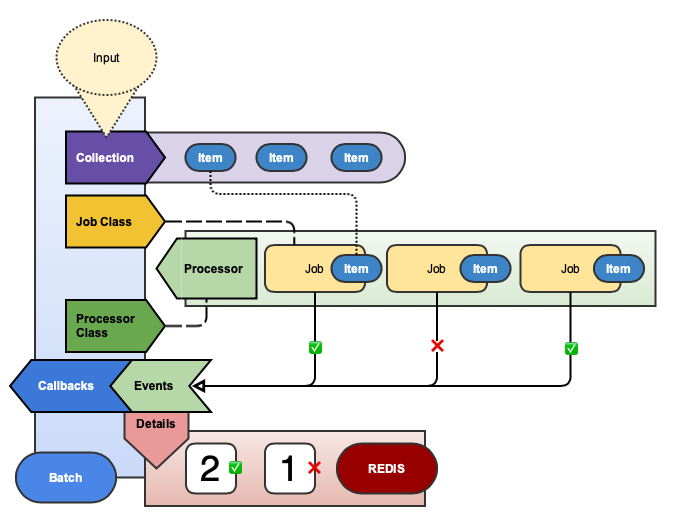 Input
Collection
Item
Item
Item
Job Class
Processor
Job
Item
Job
Item
Job
Item
Processor
Class
Callbacks
Events
Details
2
1
REDIS
Batch